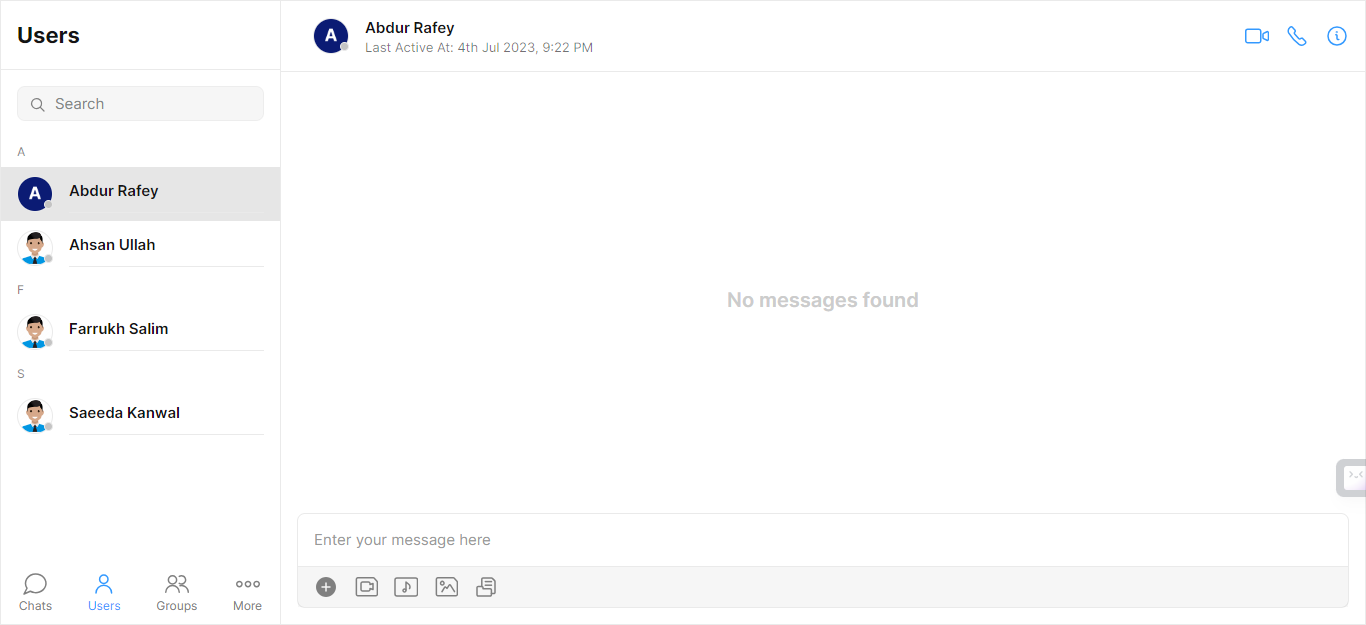 Users
Search
A
A
Abdur Rafey
Ahsan Ullah
F
Farrukh Salim
S
Saeeda Kanwal
Chats
Users
Groups
More
A
Abdur Rafey
Last Active At: 4th Jul 2023, 9:22 PM
No messages found
Enter your message here